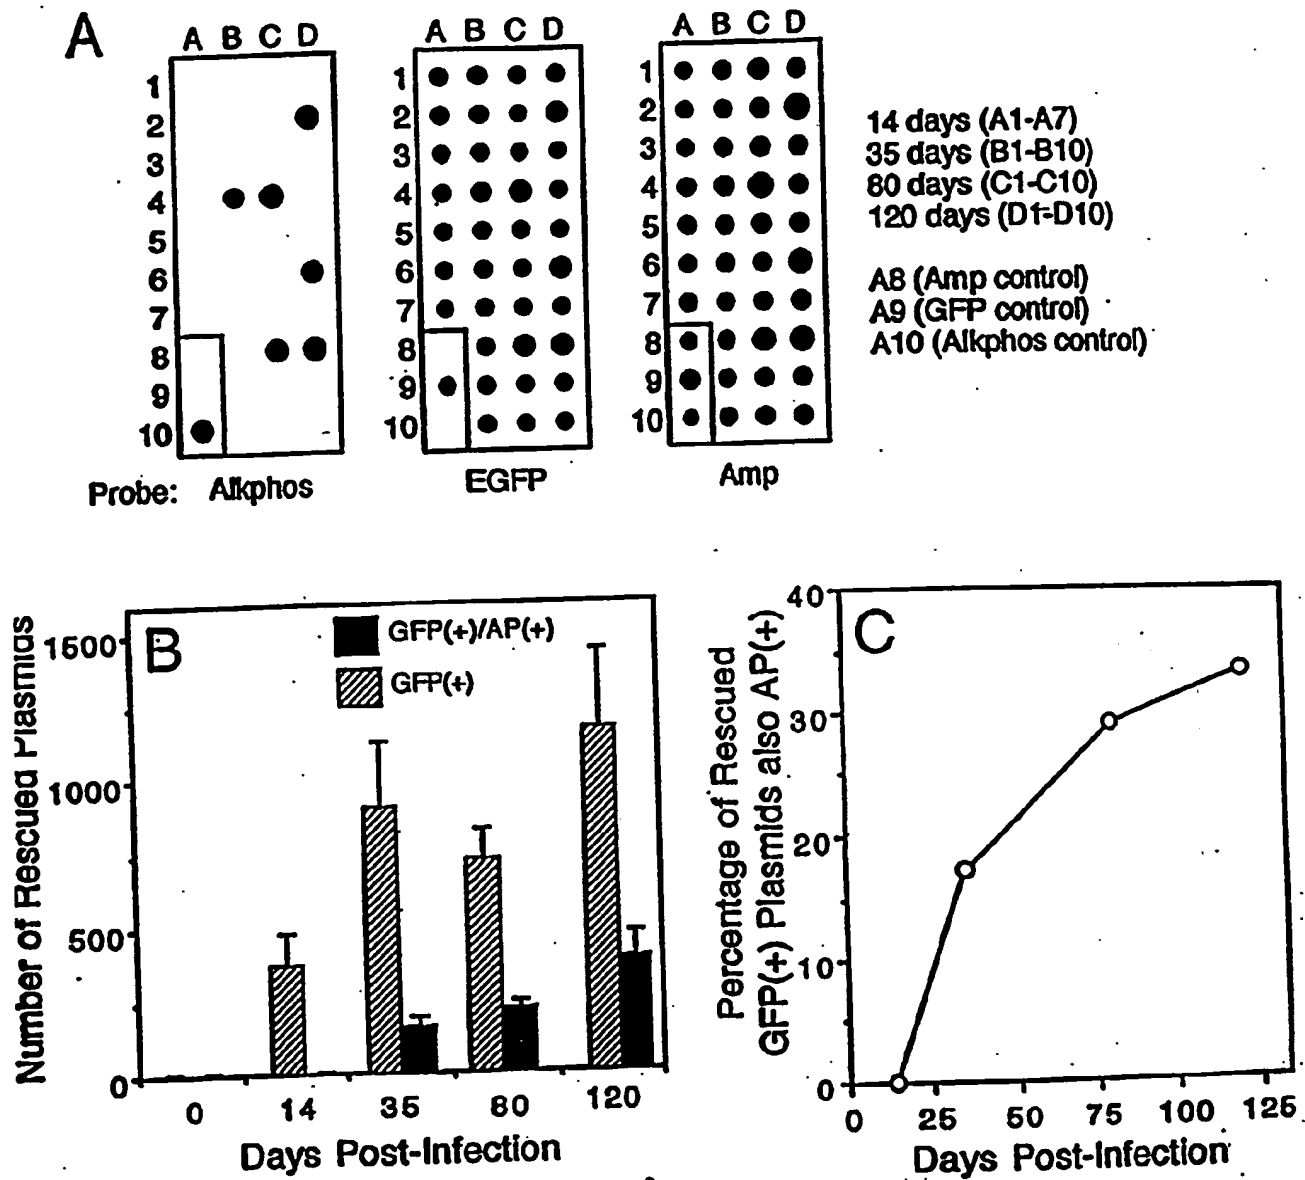 A
A B C D
A B C D
A B C D
1
2
3
4
5
6
7
8
9
10
1
2
3
4
5
6
7
8
9
10
1
2
3
4
5
6
7
8
9
10
14 days (A1-A7)
35 days (B1-B10)
80 days (C1-C10)
120 days (D1-D10)
A8 (Amp control)
A9 (GFP control)
A10 (Alkphos control)
Probe: Alkphos
EGFP
Amp
B
GFP(+)/AP(+)
GFP(+)
Number of Rescued Plasmids
1500
1000
500
0
0 14 35 80 120
Days Post-Infection
C
Percentage of Rescued
GFP(+) Plasmids also AP(+)
40
30
20
10
0
0 25 50 75 100 125
Days Post-Infection